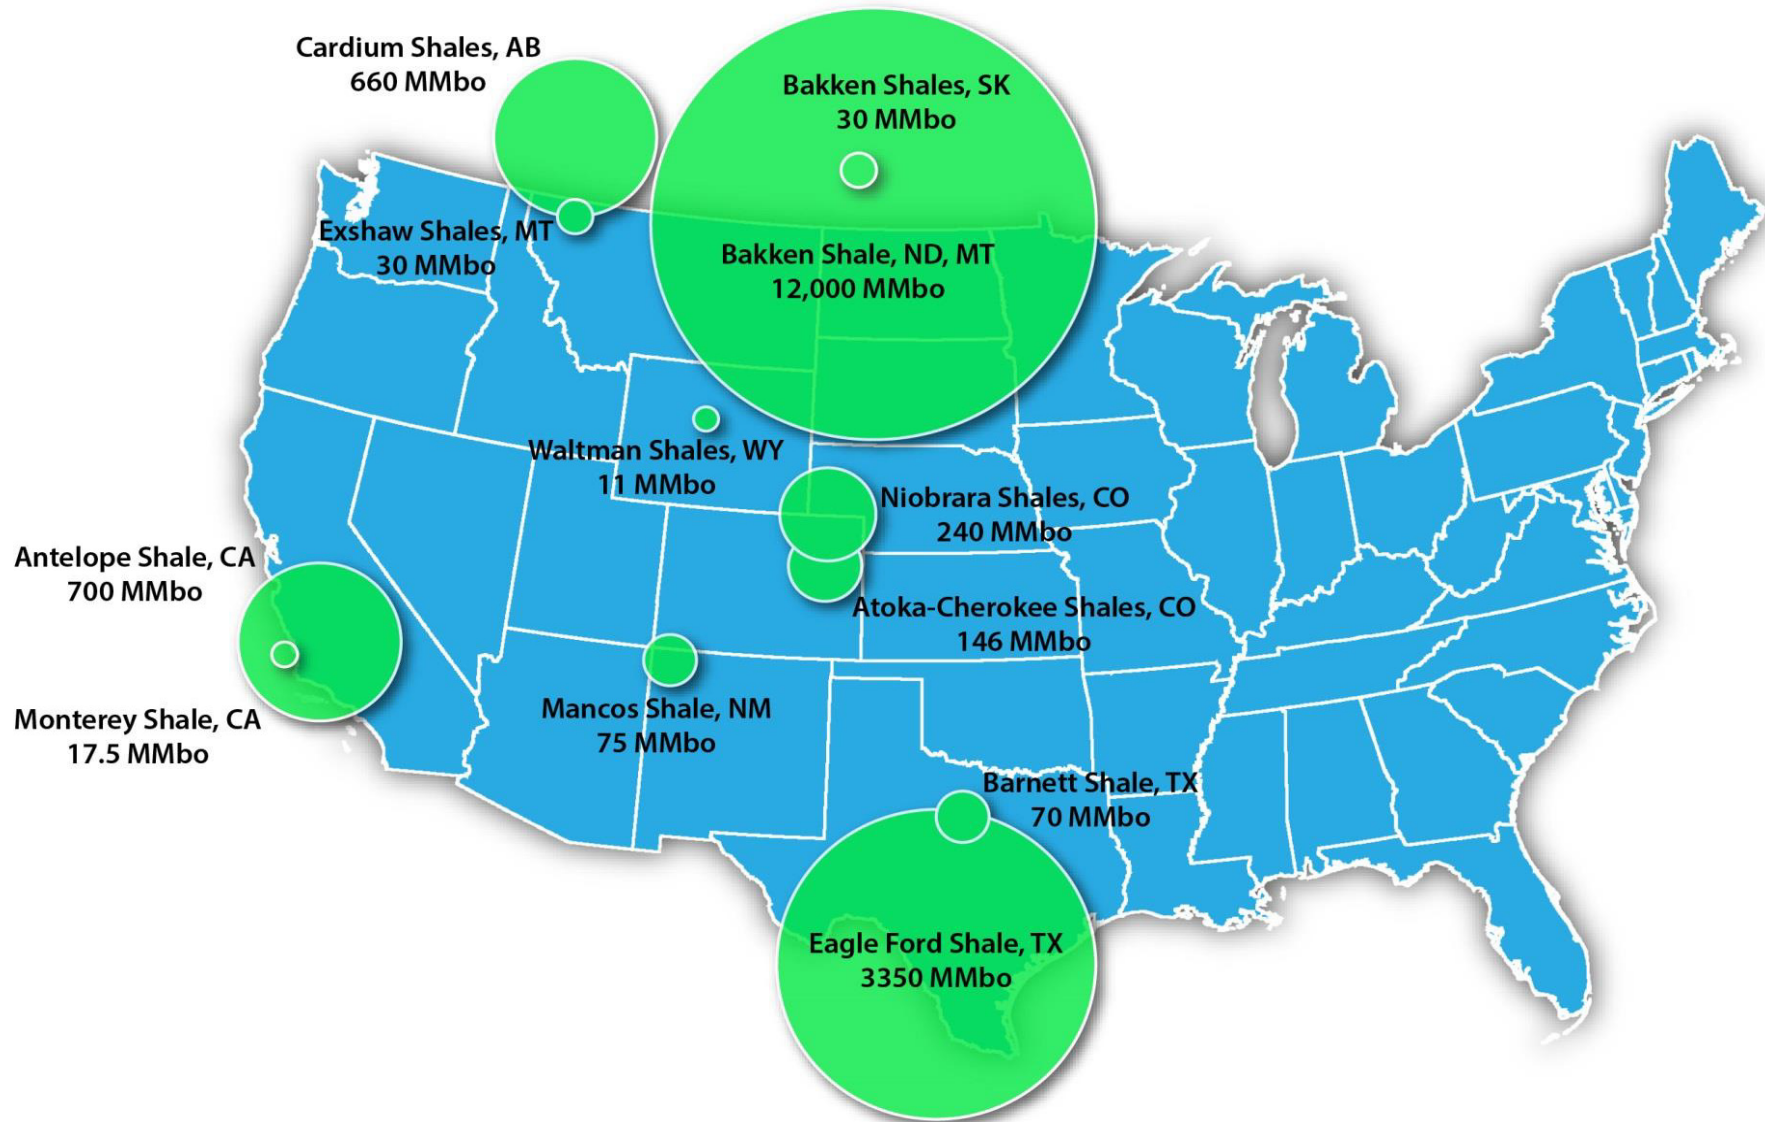 Cardium Shales, AB
660 MMbo
Bakken Shales, SK
30 MMbo
Exshaw Shales, MT
30 MMbo
Bakken Shale, ND, MT
12,000 MMbo
Waltman Shales, WY
11 MMbo
Niobrara Shales, CO
240 MMbo
Antelope Shale, CA
700 MMbo
Atoka-Cherokee Shales, CO
146 MMbo
Monterey Shale, CA
17.5 MMbo
Mancos Shale, NM
75 MMbo
Barnett Shale, TX
70 MMbo
Eagle Ford Shale, TX
3350 MMbo